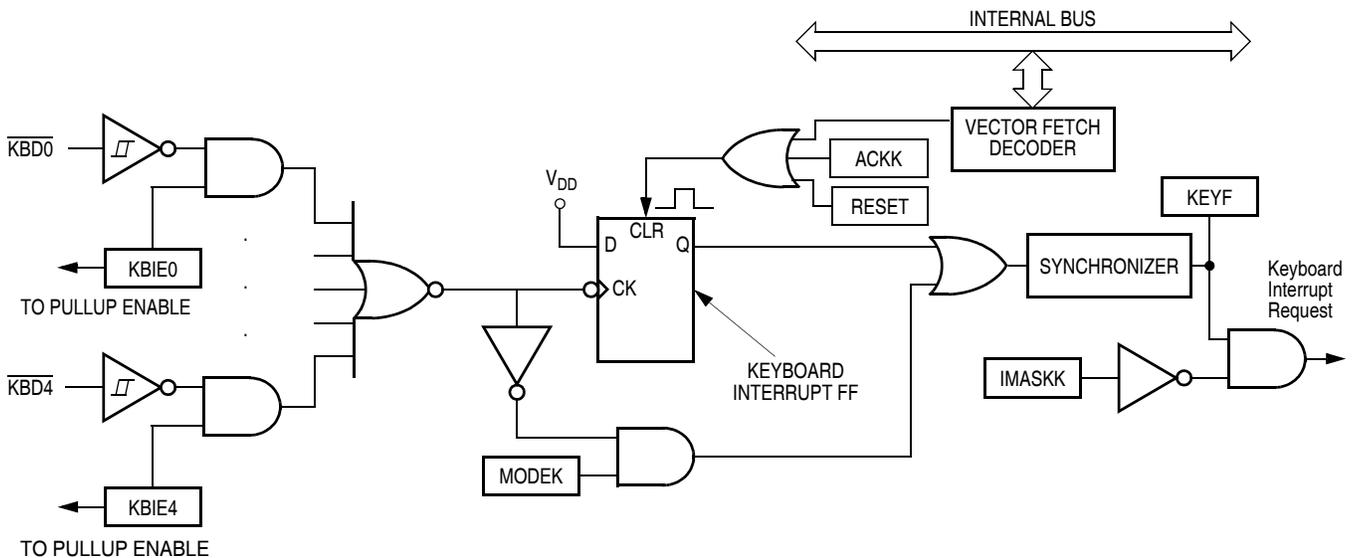 INTERNAL BUS
VECTOR FETCH
DECODER
ACKK
RESET
KBD0
KBIE0
TO PULLUP ENABLE
KBD4
KBIE4
TO PULLUP ENABLE
VDD
CLR
D
Q
CK
KEYBOARD
INTERRUPT FF
MODEK
SYNCHRONIZER
KEYF
IMASKK
Keyboard
Interrupt
Request